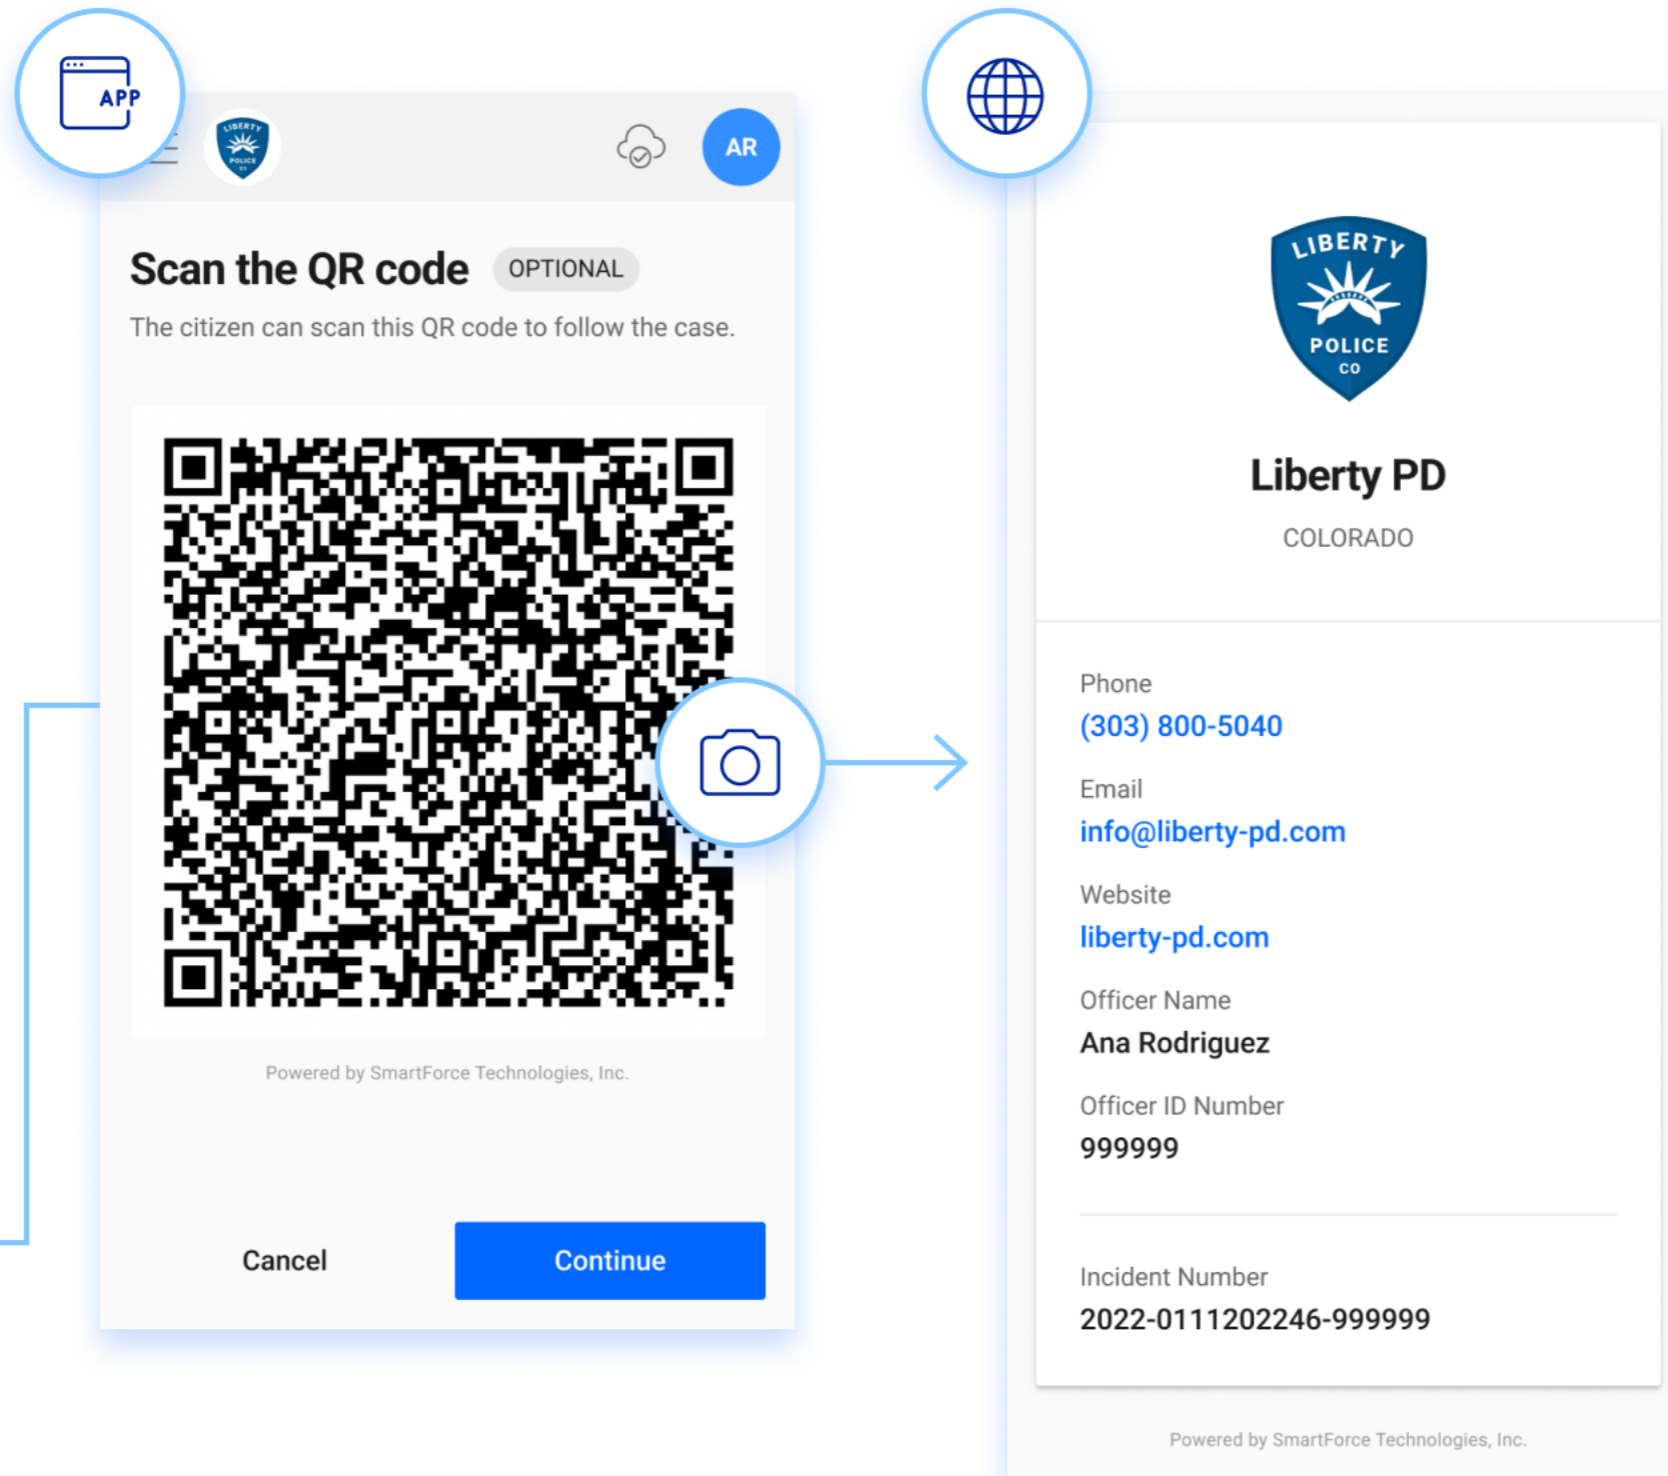 APP
LIBERTY
POLICE
CO
AR
Scan the QR code
OPTIONAL
The citizen can scan this QR code to follow the case.
Powered by SmartForce Technologies, Inc.
Cancel
Continue
LIBERTY
POLICE
CO
Liberty PD
COLORADO
Phone
(303) 800-5040
Email
info@liberty-pd.com
Website
liberty-pd.com
Officer Name
Ana Rodriguez
Officer ID Number
999999
Incident Number
2022-0111202246-999999
Powered by SmartForce Technologies, Inc.